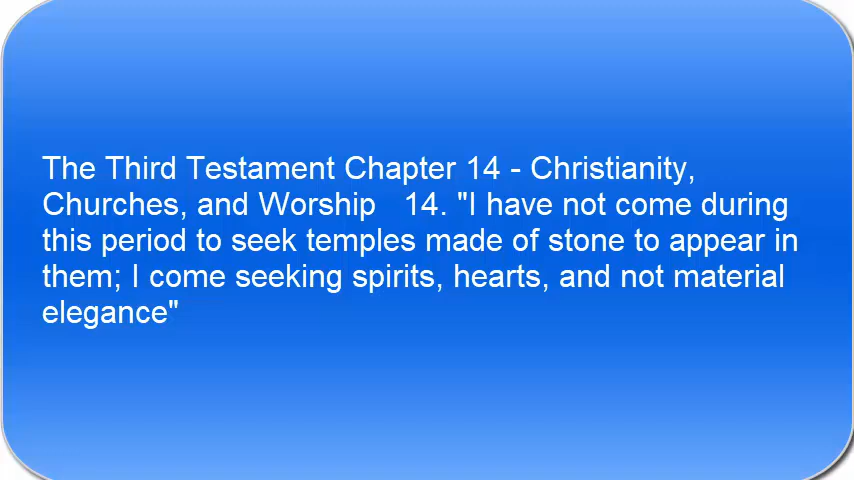 The Third Testament Chapter 14 - Christianity,
Churches, and Worship   14. "I have not come during
this period to seek temples made of stone to appear in
them; I come seeking spirits, hearts, and not material
elegance"